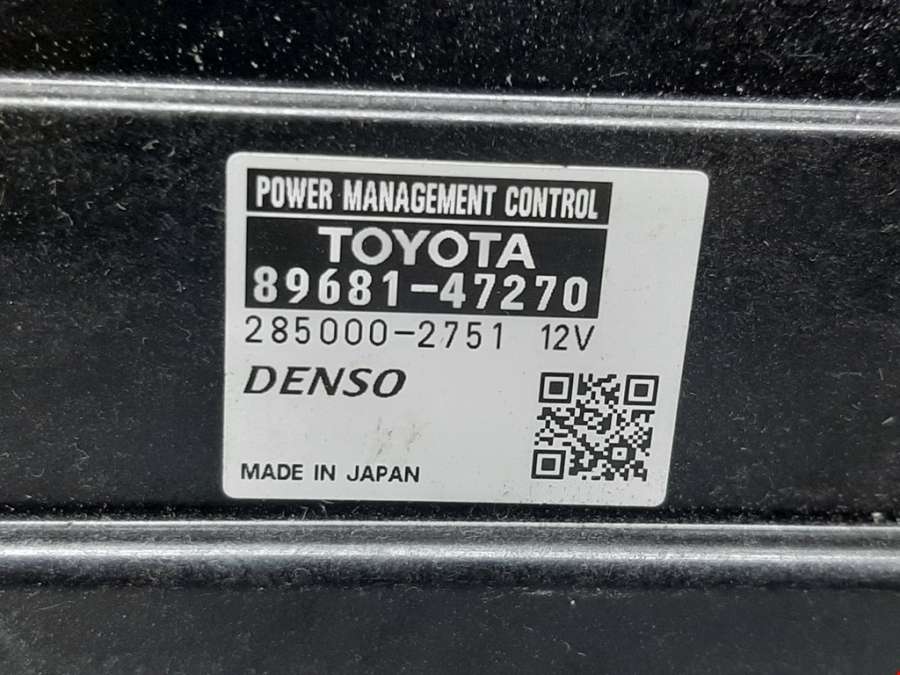 POWER MANAGEMENT CONTROL
TOYOTA
89681-47270
285000-2751 12V
DENSO
MADE IN JAPAN